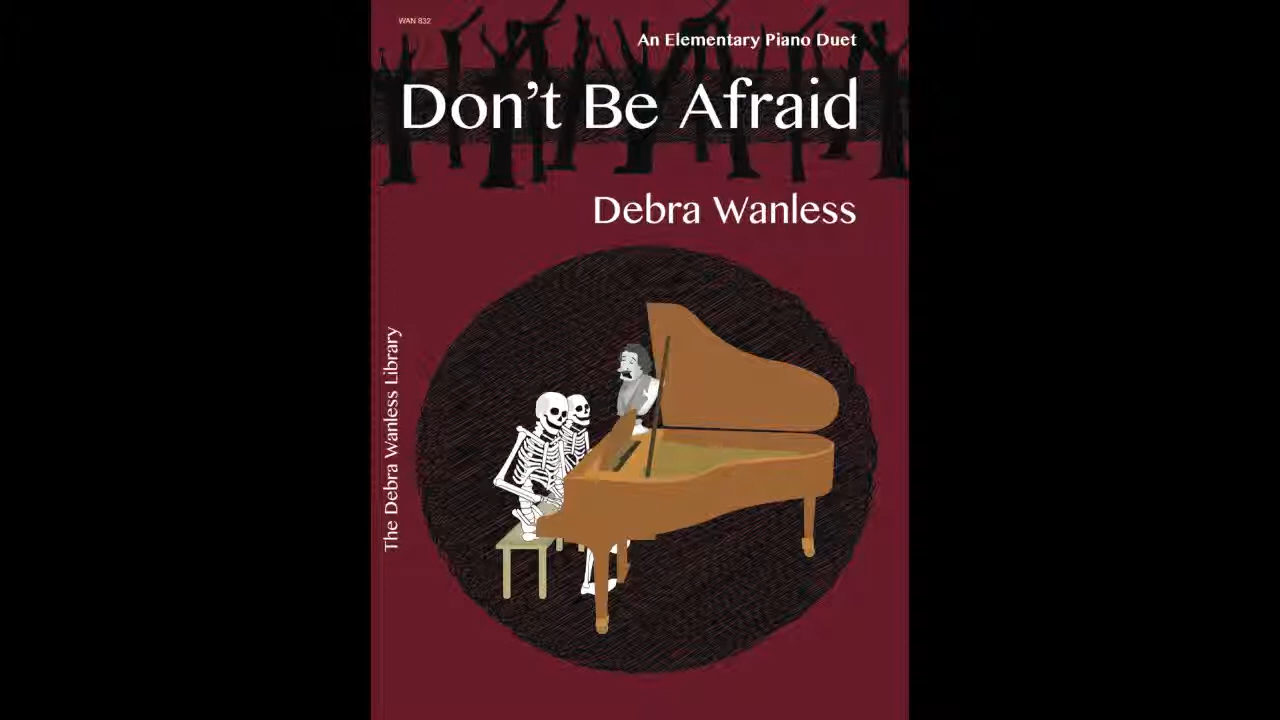 WAN 832
An Elementary Piano Duet
Don't Be Afraid
Debra Wanless
The Debra Wanless Library